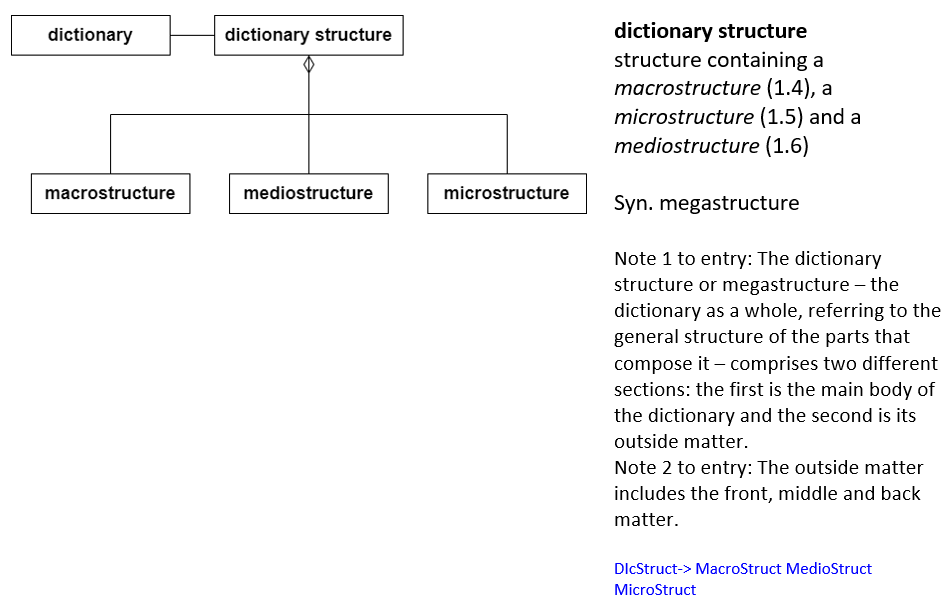 dictionary
dictionary structure
macrostructure
mediostructure
microstructure
dictionary structure
structure containing a
macrostructure (1.4), a
microstructure (1.5) and a
mediostructure (1.6)
Syn. megastructure
Note 1 to entry: The dictionary
structure or megastructure – the
dictionary as a whole, referring to the
general structure of the parts that
compose it – comprises two different
sections: the first is the main body of
the dictionary and the second is its
outside matter.
Note 2 to entry: The outside matter
includes the front, middle and back
matter.
DIcStruct-> MacroStruct MedioStruct
MicroStruct